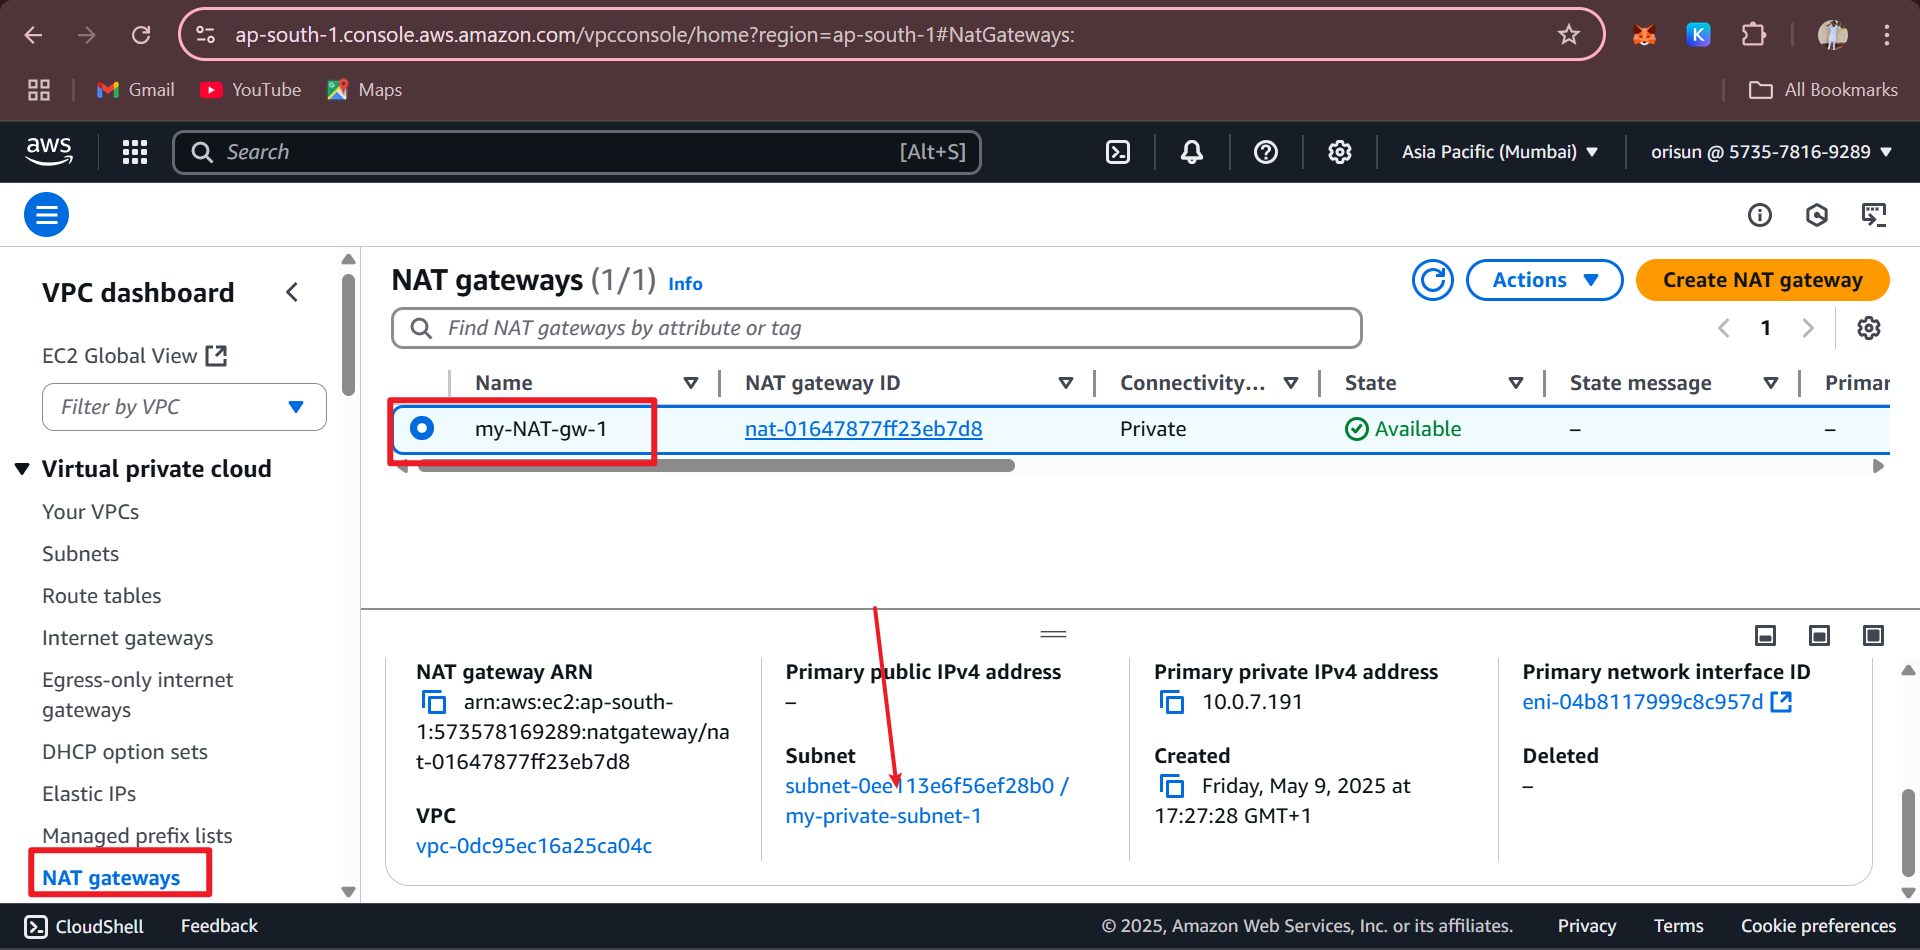 ap-south-1.console.aws.amazon.com/vpcconsole/home?region=ap-south-1#NatGateways:
K
Gmail
YouTube
Maps
All Bookmarks
aws
Search
[Alt+S]
Asia Pacific (Mumbai)
orisun @ 5735-7816-9289
VPC dashboard
EC2 Global View
Filter by VPC
Virtual private cloud
Your VPCs
Subnets
Route tables
Internet gateways
Egress-only internet
gateways
DHCP option sets
Elastic IPs
Managed prefix lists
NAT gateways
NAT gateways (1/1) Info
Actions
Create NAT gateway
Find NAT gateways by attribute or tag
1
Name
NAT gateway ID
Connectivity...
State
State message
Primar
my-NAT-gw-1
nat-01647877ff23eb7d8
Private
Available
–
–
NAT gateway ARN
arn:aws:ec2:ap-south-
1:573578169289:natgateway/na
t-01647877ff23eb7d8
Primary public IPv4 address
–
Primary private IPv4 address
10.0.7.191
Primary network interface ID
eni-04b8117999c8c957d
VPC
vpc-0dc95ec16a25ca04c
Subnet
subnet-0ee113e6f56ef28b0 /
my-private-subnet-1
Created
Friday, May 9, 2025 at
17:27:28 GMT+1
Deleted
–
CloudShell
Feedback
© 2025, Amazon Web Services, Inc. or its affiliates.
Privacy
Terms
Cookie preferences